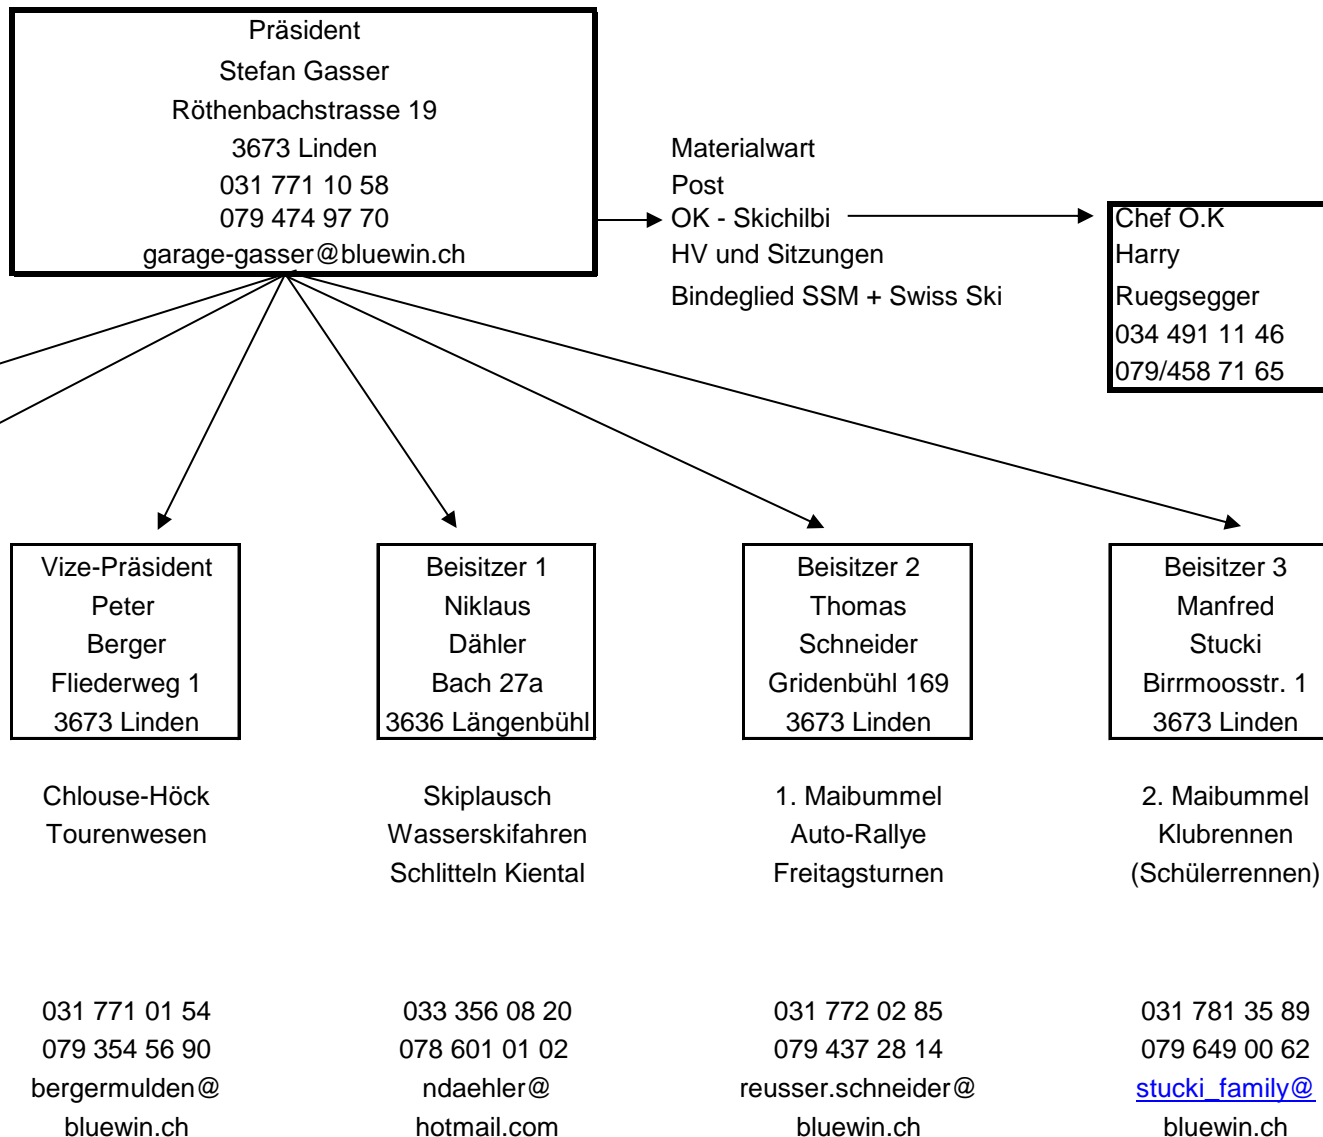 Präsident
Stefan Gasser
Röthenbachstrasse 19
3673 Linden
031 771 10 58
079 474 97 70
garage-gasser@bluewin.ch
Materialwart
Post
OK - Skichilbi
HV und Sitzungen
Bindeglied SSM + Swiss Ski
Chef O.K
Harry
Ruegsegger
034 491 11 46
079/458 71 65
Vize-Präsident
Peter
Berger
Fliederweg 1
3673 Linden
Chlouse-Höck
Tourenwesen
031 771 01 54
079 354 56 90
bergermulden@
bluewin.ch
Beisitzer 1
Niklaus
Dähler
Bach 27a
3636 Längenbühl
Skiplausch
Wasserskifahren
Schlitteln Kiental
033 356 08 20
078 601 01 02
ndaehler@
hotmail.com
Beisitzer 2
Thomas
Schneider
Gridenbühl 169
3673 Linden
1. Maibummel
Auto-Rallye
Freitagsturnen
031 772 02 85
079 437 28 14
reusser.schneider@
bluewin.ch
Beisitzer 3
Manfred
Stucki
Birrmoosstr. 1
3673 Linden
2. Maibummel
Klubrennen
(Schülerrennen)
031 781 35 89
079 649 00 62
stucki_family@
bluewin.ch